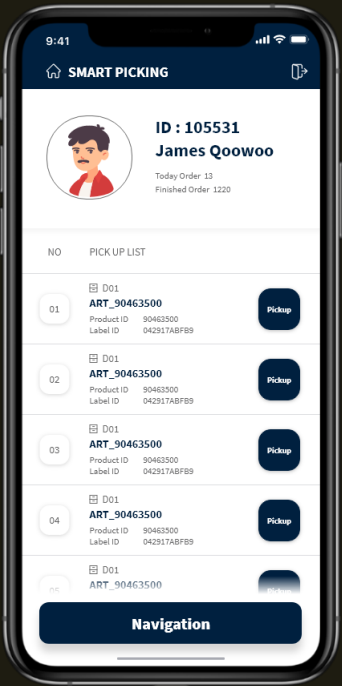 9:41
SMART PICKING
ID : 105531
James Qoowoo
Today Order 13
Finished Order 1220
NO PICK UP LIST
D01
01 ART_90463500 Pickup
Product ID 90463500
Label ID 042917ABFB9
D01
02 ART_90463500 Pickup
Product ID 90463500
Label ID 042917ABFB9
D01
03 ART_90463500 Pickup
Product ID 90463500
Label ID 042917ABFB9
D01
04 ART_90463500 Pickup
Product ID 90463500
Label ID 042917ABFB9
D01
05 ART_90463500 Pickup
Navigation